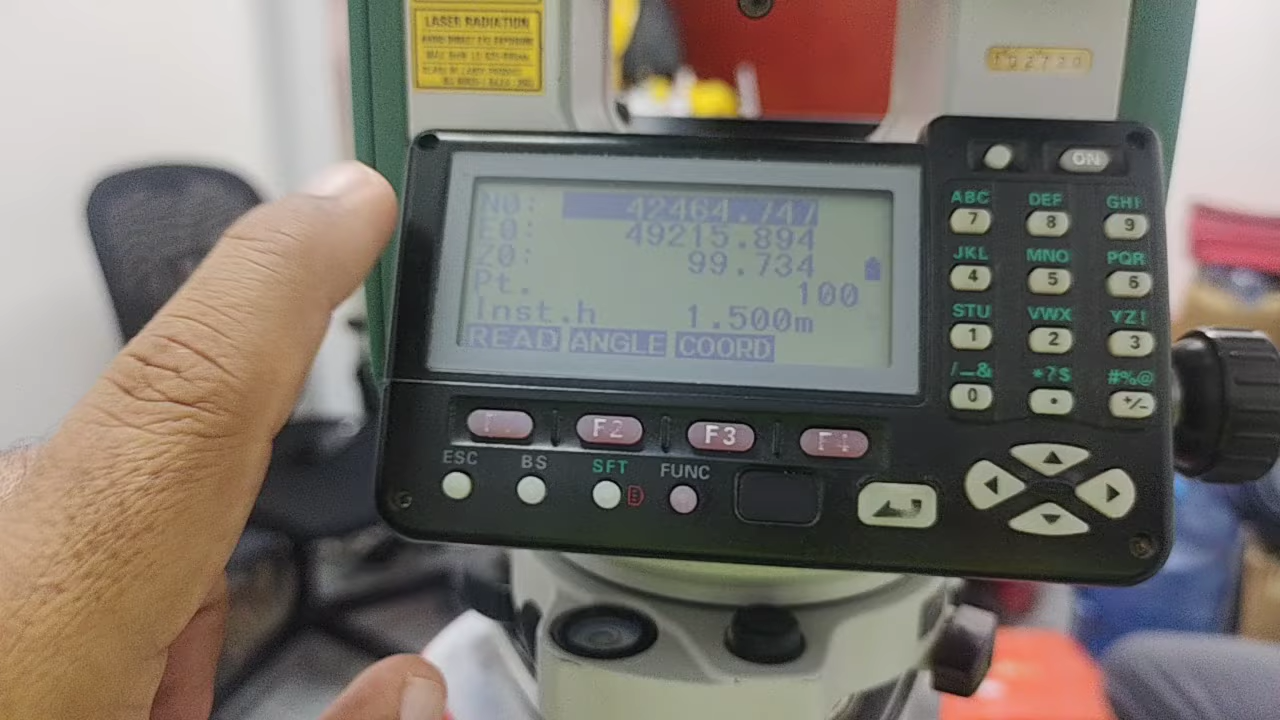 LASER RADIATION
102720
N0: 42464.747
E0: 49215.894
Z0: 99.734
Pt. 100
Inst.h 1.500m
READ ANGLE COORD
ON
ABC DEF GHI
7 8 9
JKL MNO PQR
4 5 6
STU VWX YZ!
1 2 3
/_& *?$ #%@
0 • +/-
F2 F3 F4
ESC BS SFT FUNC